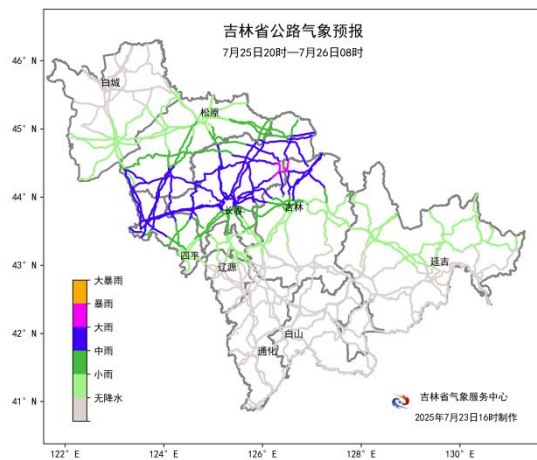 吉林省公路气象预报
7月25日20时—7月26日08时
46° N
白城
松原
45° N
44° N
长春
吉林
四平
辽源
43° N
延吉
大暴雨
暴雨
大雨
中雨
小雨
无降水
42° N
白山
通化
41° N
吉林省气象服务中心
2025年7月23日16时制作
122° E
124° E
126° E
128° E
130° E